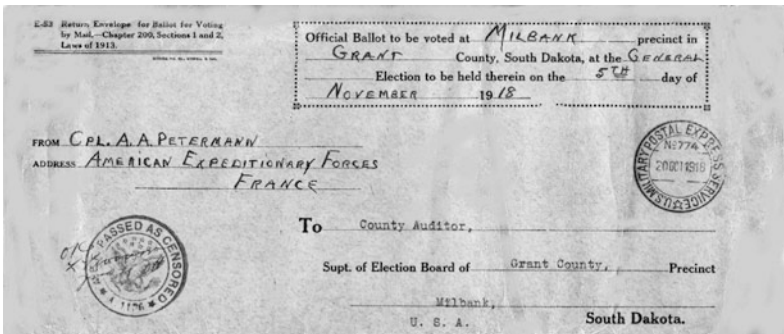 E-53 Return Envelope for Ballot for Voting
by Mail.—Chapter 200, Sections 1 and 2,
Laws of 1913.
Official Ballot to be voted at MILBANK precinct in
GRANT County, South Dakota, at the GENERAL
Election to be held therein on the 5TH day of
NOVEMBER 1918
FROM CPL. A. A. PETERMANN
ADDRESS AMERICAN EXPEDITIONARY FORCES
FRANCE
U.S. MILITARY POSTAL EXPRESS SERVICE
No 774
20 OCT 1918
To County Auditor,
OK
PASSED AS CENSORED
Supt. of Election Board of Grant County, Precinct
Milbank,
U. S. A. South Dakota.